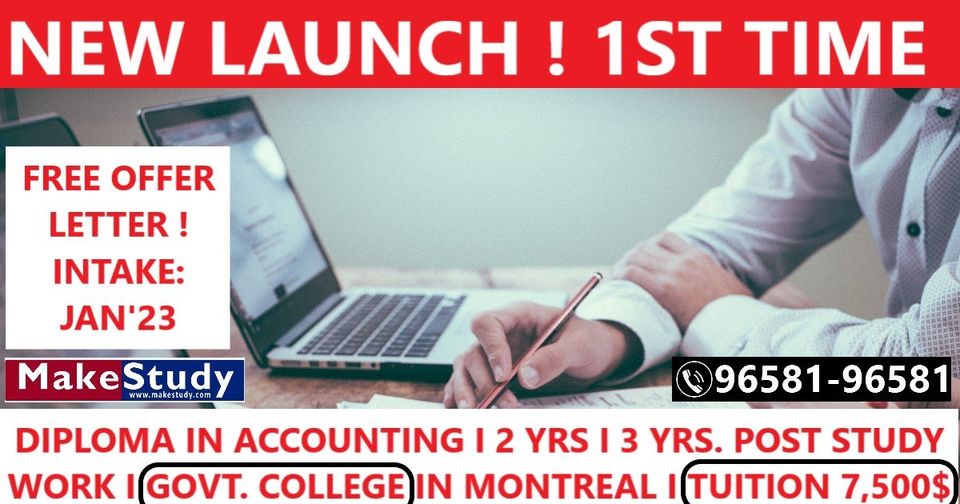 NEW LAUNCH ! 1ST TIME
FREE OFFER
LETTER !
INTAKE:
JAN'23
MakeStudy
www.makestudy.com
96581-96581
DIPLOMA IN ACCOUNTING I 2 YRS I 3 YRS. POST STUDY
WORK I GOVT. COLLEGE IN MONTREAL I TUITION 7,500$